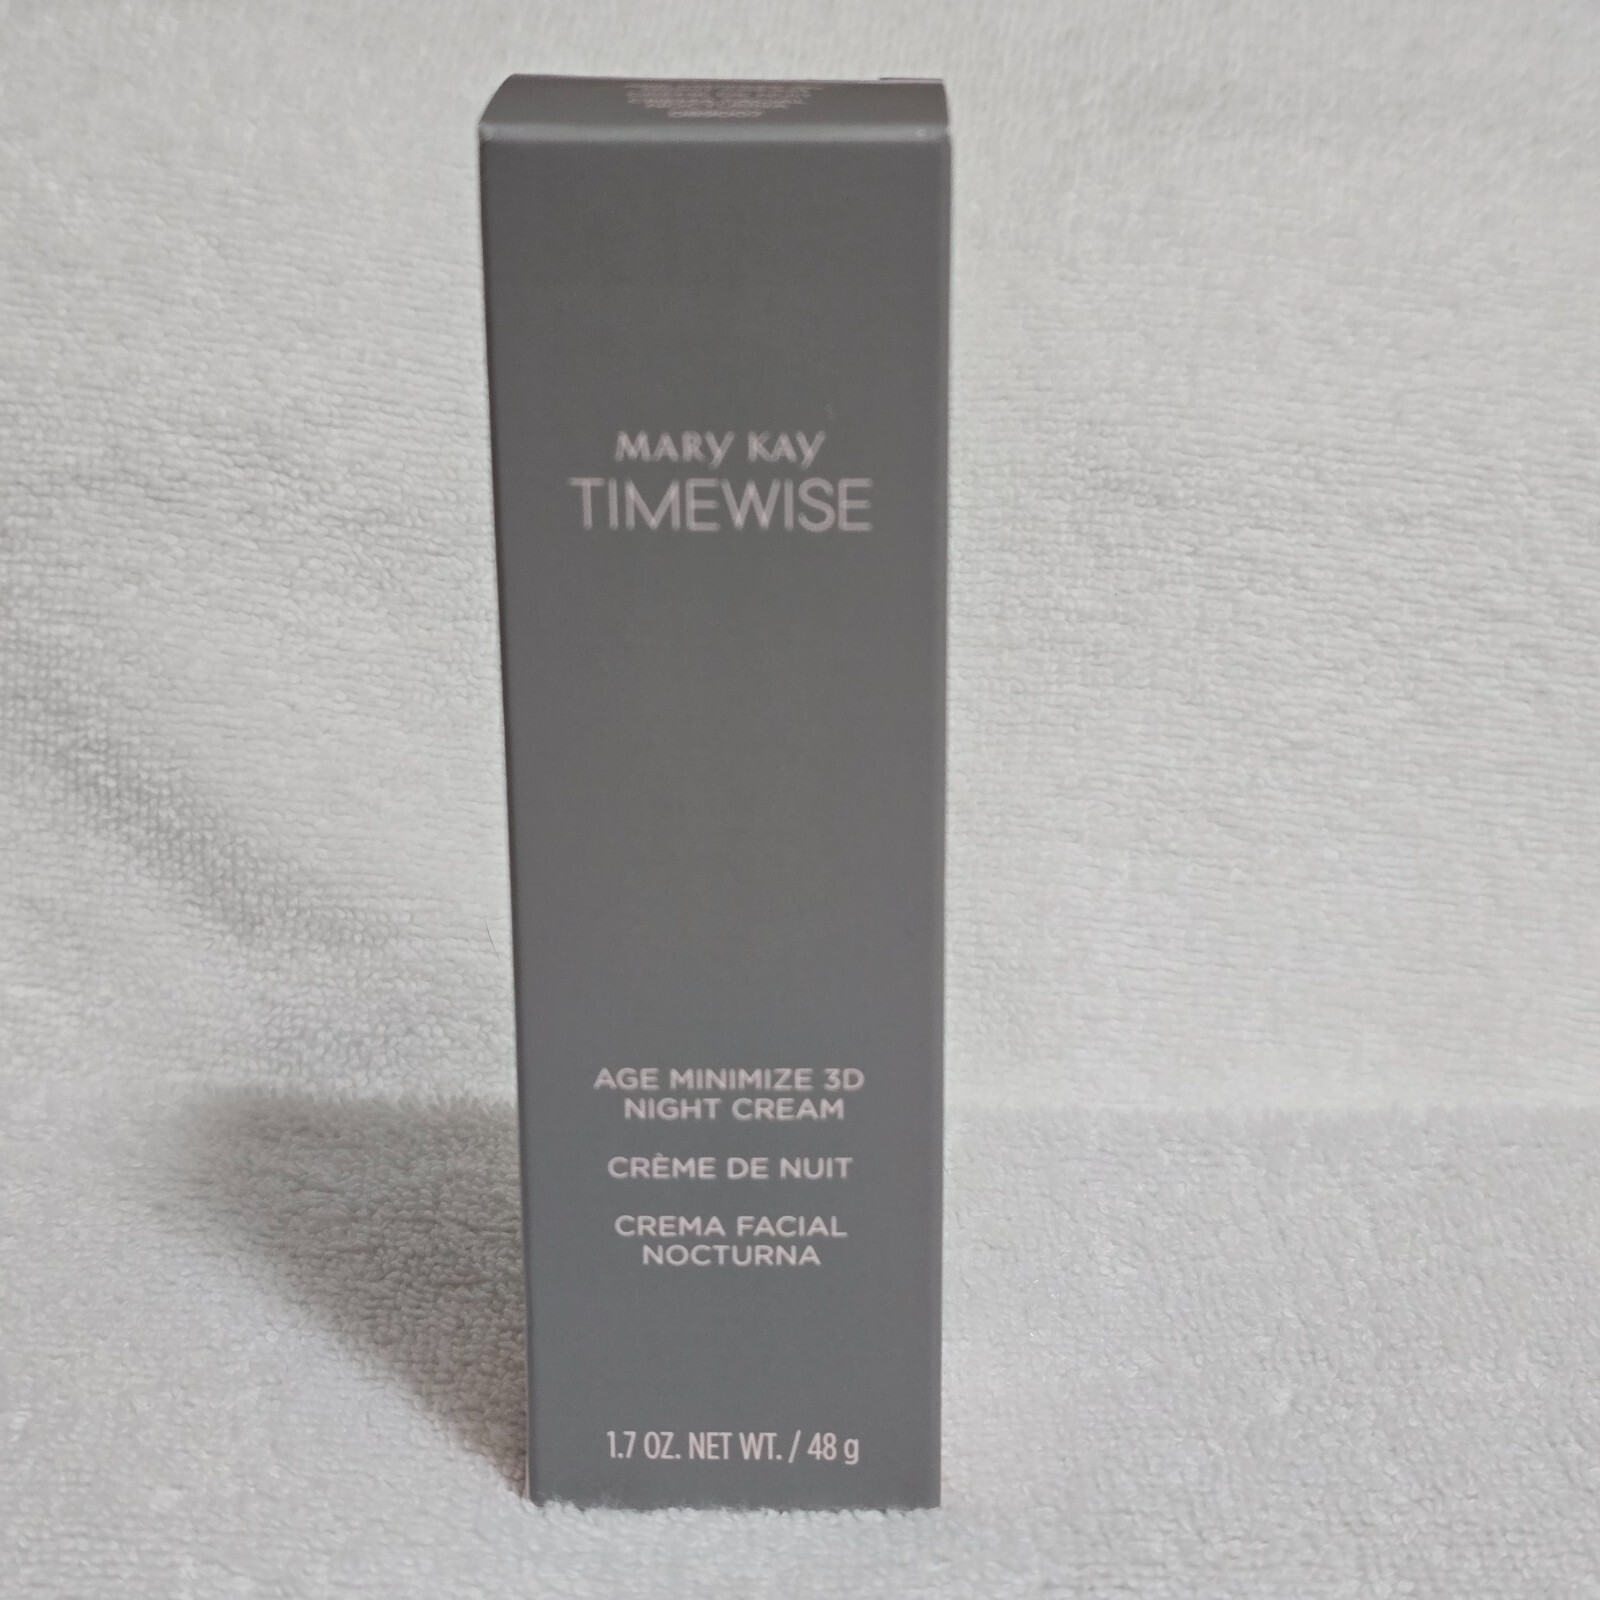 MARY KAY
TIMEWISE
AGE MINIMIZE 3D
NIGHT CREAM
CRÈME DE NUIT
CREMA FACIAL
NOCTURNA
1.7 OZ. NET WT. / 48 g